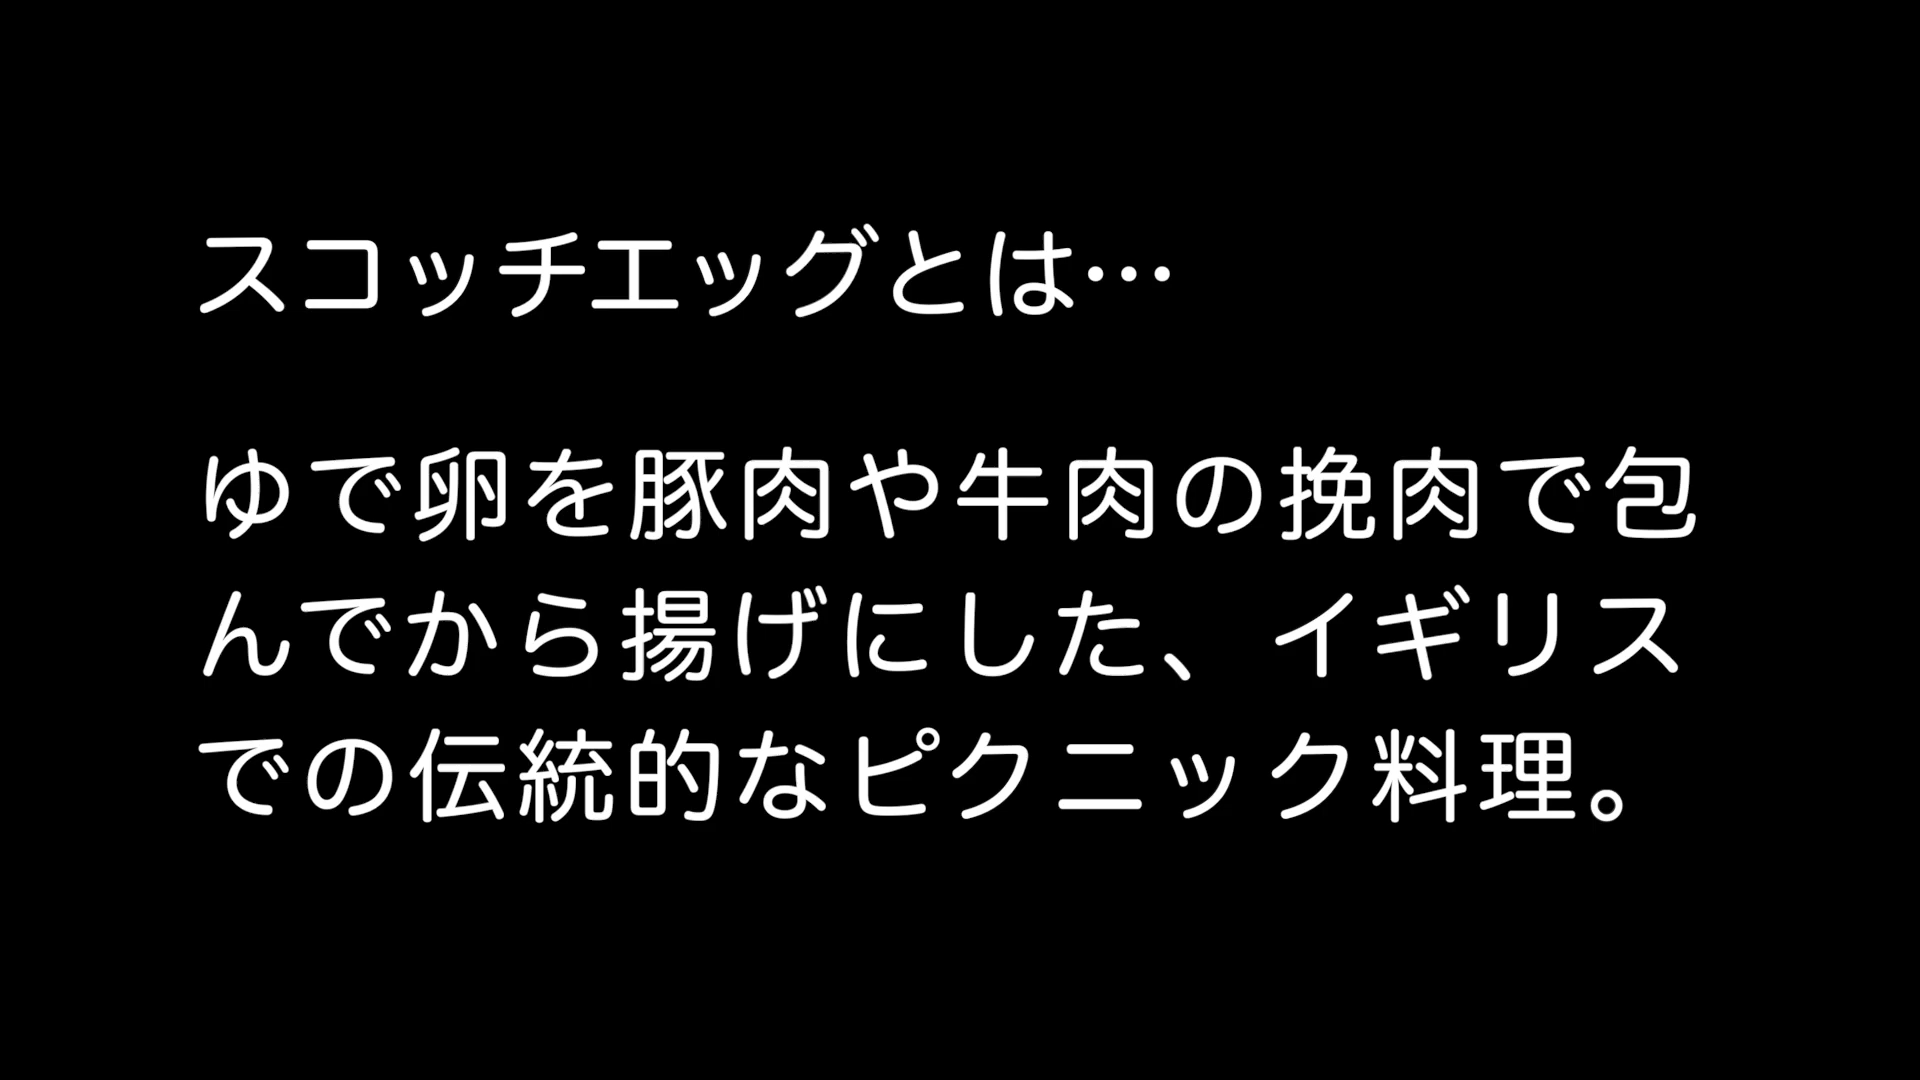 スコッチエッグとは…
ゆで卵を豚肉や牛肉の挽肉で包
んでから揚げにした、イギリス
での伝統的なピクニック料理。